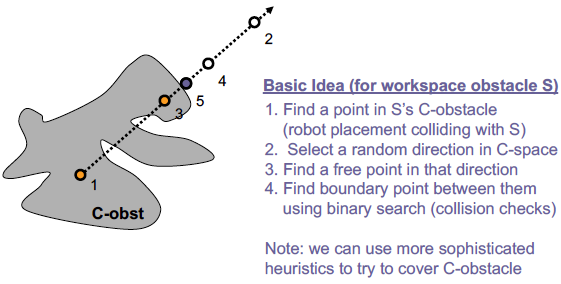 2
4
5
3
1
C-obst
Basic Idea (for workspace obstacle S)
1. Find a point in S's C-obstacle
(robot placement colliding with S)
2. Select a random direction in C-space
3. Find a free point in that direction
4. Find boundary point between them
using binary search (collision checks)
Note: we can use more sophisticated
heuristics to try to cover C-obstacle